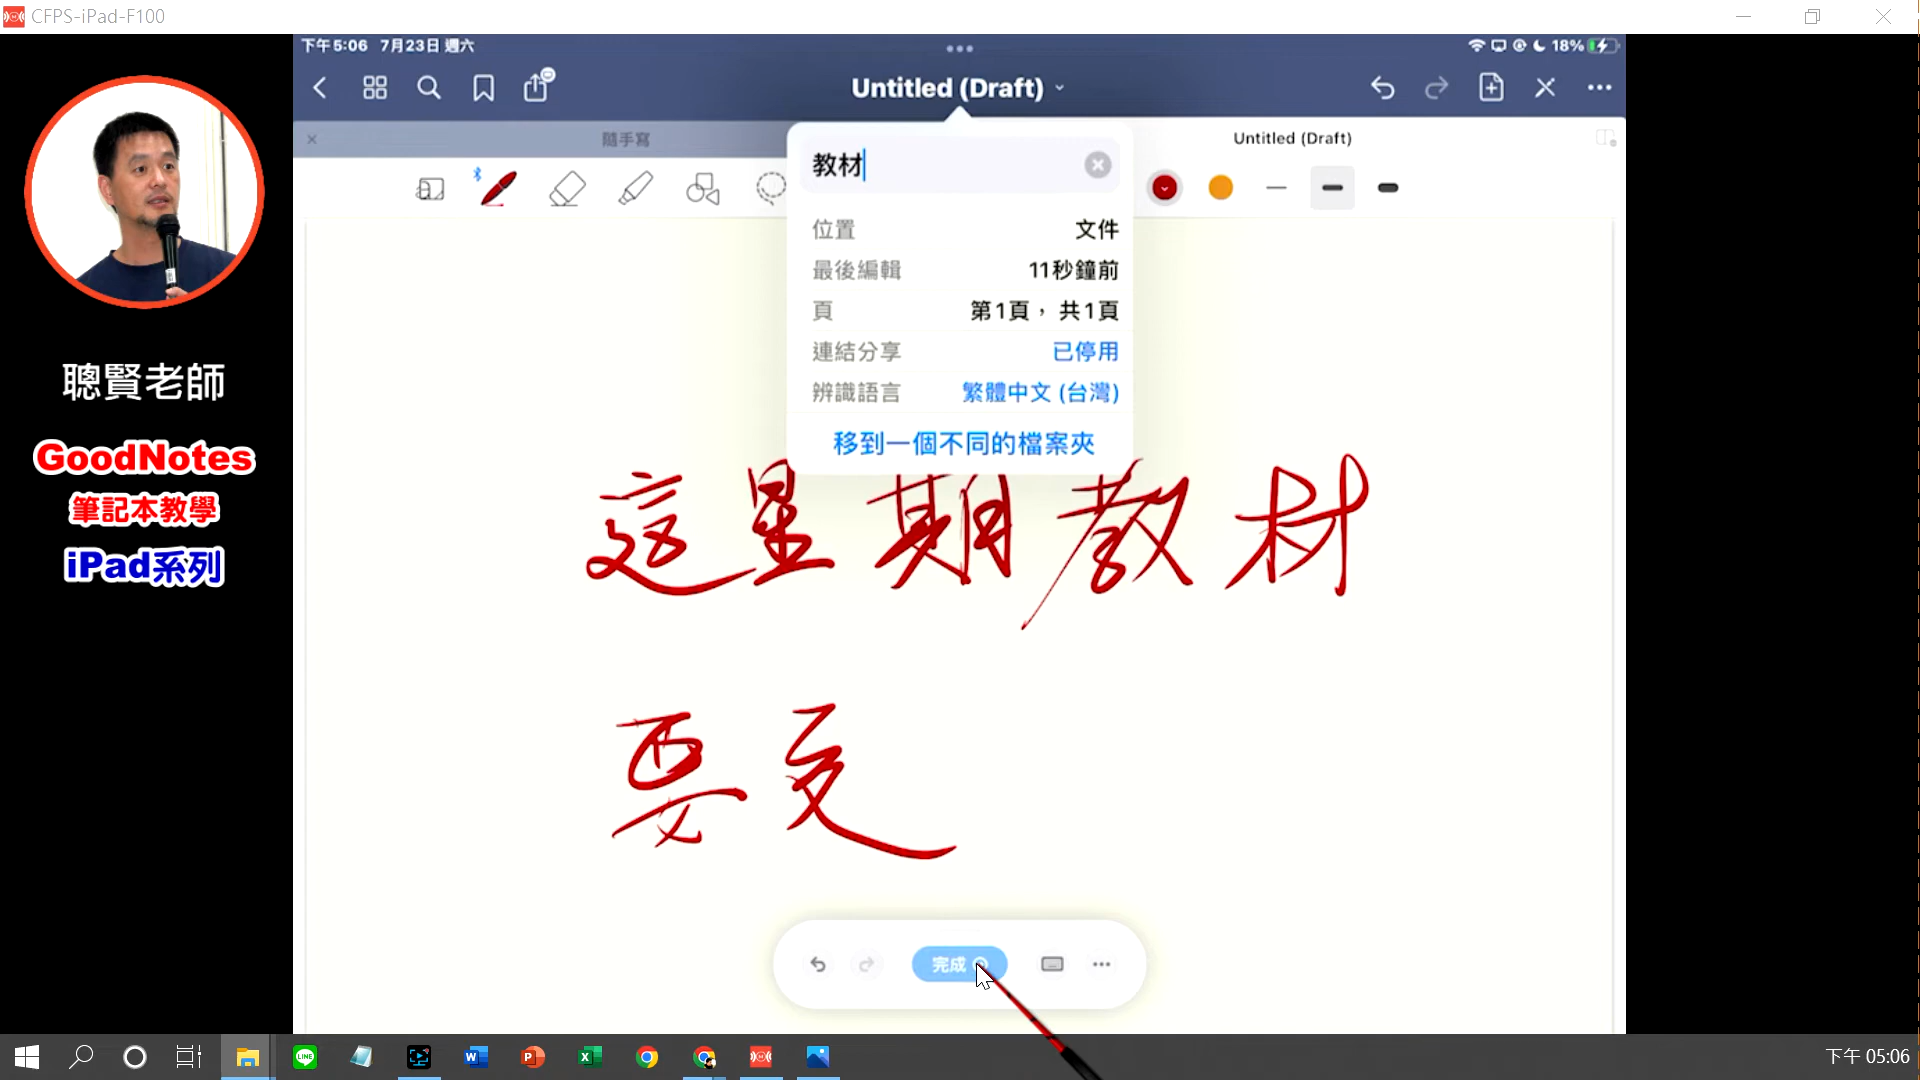 CFPS-iPad-F100
下午5:06 7月23日 週六
18%
Untitled (Draft)
隨手寫
Untitled (Draft)
教材
位置 文件
最後編輯 11秒鐘前
頁 第1頁，共1頁
連結分享 已停用
辨識語言 繁體中文 (台灣)
移到一個不同的檔案夾
聰賢老師
GoodNotes
筆記本教學
iPad系列
這星期教材
要交
完成
下午 05:06